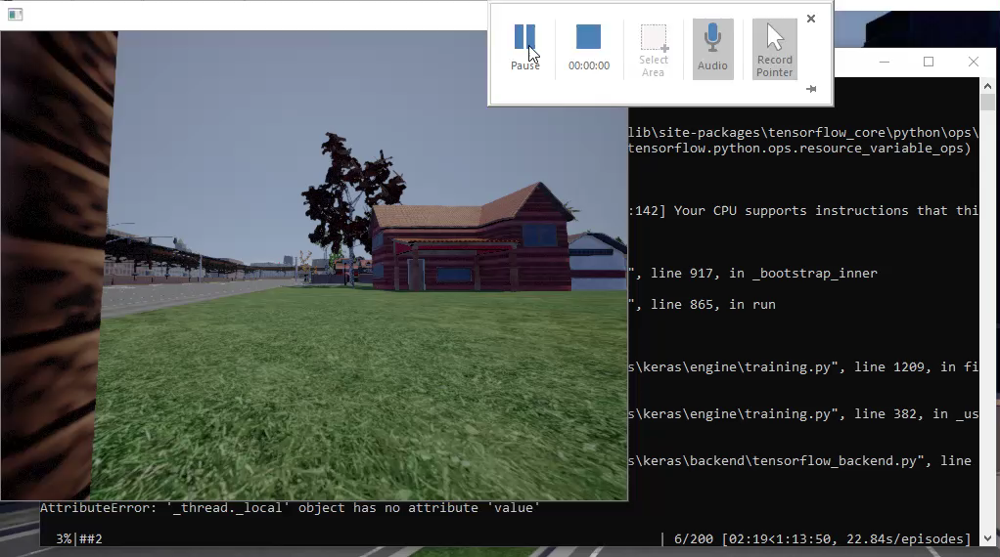 Pause
00:00:00
Select
Area
Audio
Record
Pointer
lib\site-packages\tensorflow_core\python\ops\
tensorflow.python.ops.resource_variable_ops)
:142] Your CPU supports instructions that thi
", line 917, in _bootstrap_inner
", line 865, in run
s\keras\engine\training.py", line 1209, in fi
s\keras\engine\training.py", line 382, in _us
s\keras\backend\tensorflow_backend.py", line
AttributeError: '_thread._local' object has no attribute 'value'
3%|##2 | 6/200 [02:19<1:13:50, 22.84s/episodes]